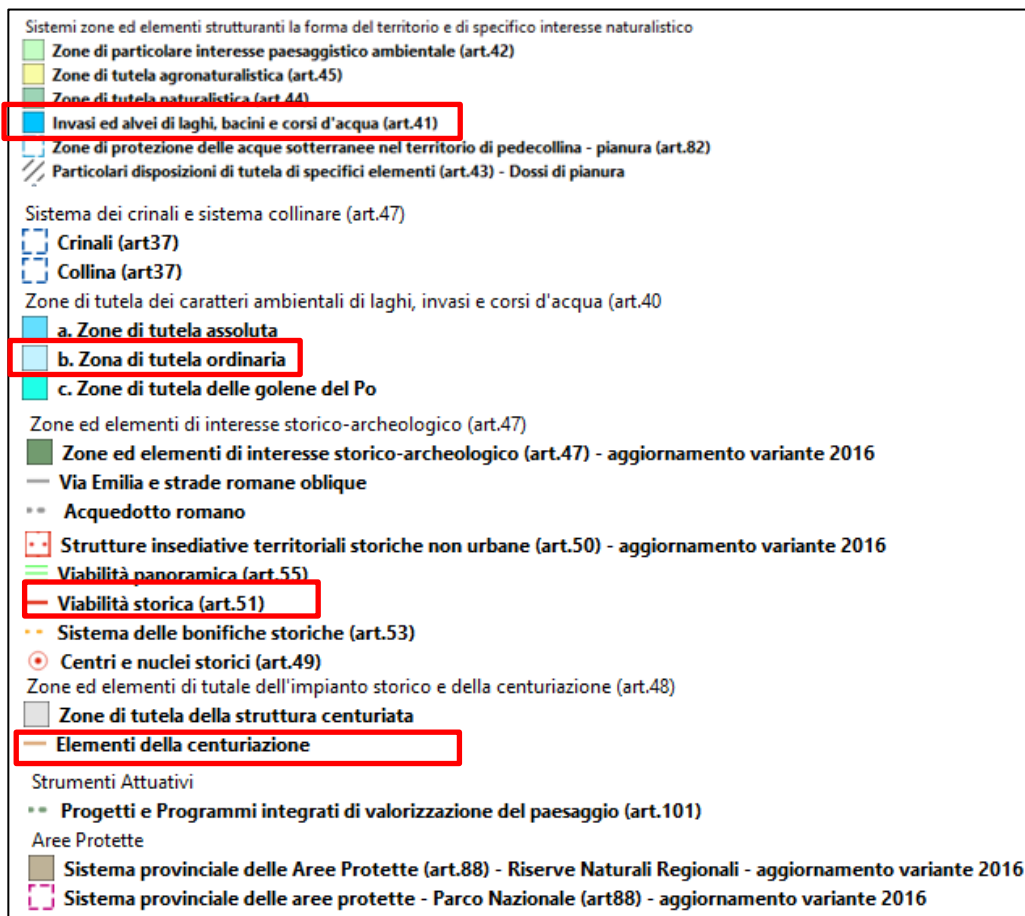 Sistemi zone ed elementi strutturanti la forma del territorio e di specifico interesse naturalistico
Zone di particolare interesse paesaggistico ambientale (art.42)
Zone di tutela agronaturalistica (art.45)
Zone di tutela naturalistica (art.44)
Invasi ed alvei di laghi, bacini e corsi d'acqua (art.41)
Zone di protezione delle acque sotterranee nel territorio di pedecollina - pianura (art.82)
Particolari disposizioni di tutela di specifici elementi (art.43) - Dossi di pianura
Sistema dei crinali e sistema collinare (art.47)
Crinali (art37)
Collina (art37)
Zone di tutela dei caratteri ambientali di laghi, invasi e corsi d'acqua (art.40
a. Zone di tutela assoluta
b. Zona di tutela ordinaria
c. Zone di tutela delle golene del Po
Zone ed elementi di interesse storico-archeologico (art.47)
Zone ed elementi di interesse storico-archeologico (art.47) - aggiornamento variante 2016
Via Emilia e strade romane oblique
Acquedotto romano
Strutture insediative territoriali storiche non urbane (art.50) - aggiornamento variante 2016
Viabilità panoramica (art.55)
Viabilità storica (art.51)
Sistema delle bonifiche storiche (art.53)
Centri e nuclei storici (art.49)
Zone ed elementi di tutale dell'impianto storico e della centuriazione (art.48)
Zone di tutela della struttura centuriata
Elementi della centuriazione
Strumenti Attuativi
Progetti e Programmi integrati di valorizzazione del paesaggio (art.101)
Aree Protette
Sistema provinciale delle Aree Protette (art.88) - Riserve Naturali Regionali - aggiornamento variante 2016
Sistema provinciale delle aree protette - Parco Nazionale (art88) - aggiornamento variante 2016